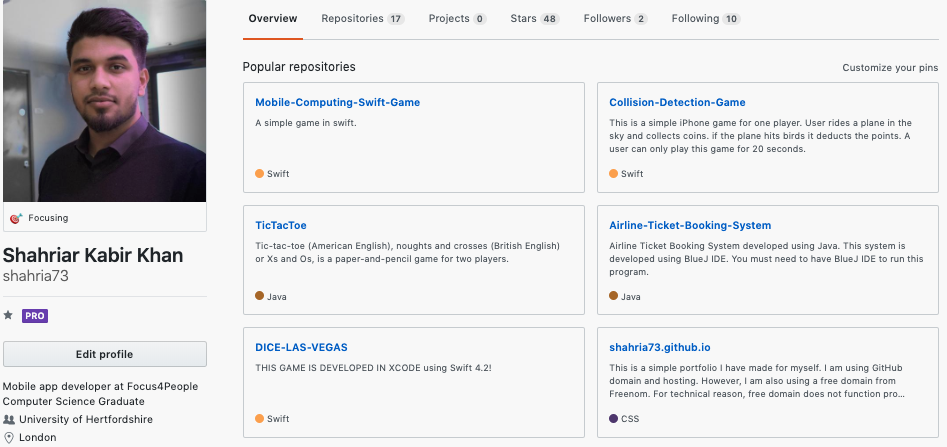 Overview Repositories 17 Projects 0 Stars 48 Followers 2 Following 10
Popular repositories
Customize your pins
Mobile-Computing-Swift-Game
A simple game in swift.
Swift
Collision-Detection-Game
This is a simple iPhone game for one player. User rides a plane in the
sky and collects coins. if the plane hits birds it deducts the points. A
user can only play this game for 20 seconds.
Swift
TicTacToe
Tic-tac-toe (American English), noughts and crosses (British English)
or Xs and Os, is a paper-and-pencil game for two players.
Java
Airline-Ticket-Booking-System
Airline Ticket Booking System developed using Java. This system is
developed using BlueJ IDE. You must need to have BlueJ IDE to run this
program.
Java
DICE-LAS-VEGAS
THIS GAME IS DEVELOPED IN XCODE using Swift 4.2!
Swift
shahria73.github.io
This is a simple portfolio I have made for myself. I am using GitHub
domain and hosting. However, I am also using a free domain from
Freenom. For technical reason, free domain does not function pro...
CSS
Focusing
Shahriar Kabir Khan
shahria73
PRO
Edit profile
Mobile app developer at Focus4People
Computer Science Graduate
University of Hertfordshire
London